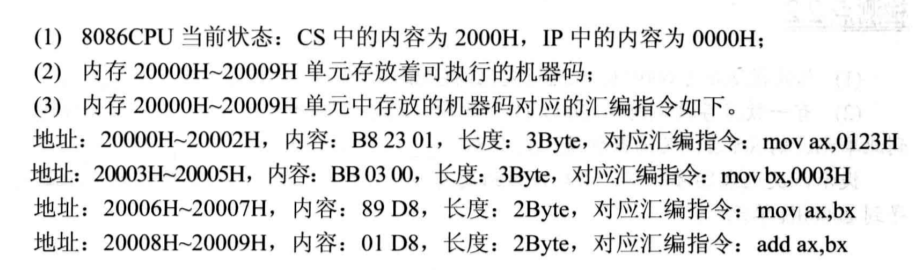 (1) 8086CPU 当前状态：CS 中的内容为 2000H，IP 中的内容为 0000H；
(2) 内存 20000H~20009H 单元存放着可执行的机器码；
(3) 内存 20000H~20009H 单元中存放的机器码对应的汇编指令如下。
地址：20000H~20002H，内容：B8 23 01，长度：3Byte，对应汇编指令：mov ax,0123H
地址：20003H~20005H，内容：BB 03 00，长度：3Byte，对应汇编指令：mov bx,0003H
地址：20006H~20007H，内容：89 D8，长度：2Byte，对应汇编指令：mov ax,bx
地址：20008H~20009H，内容：01 D8，长度：2Byte，对应汇编指令：add ax,bx